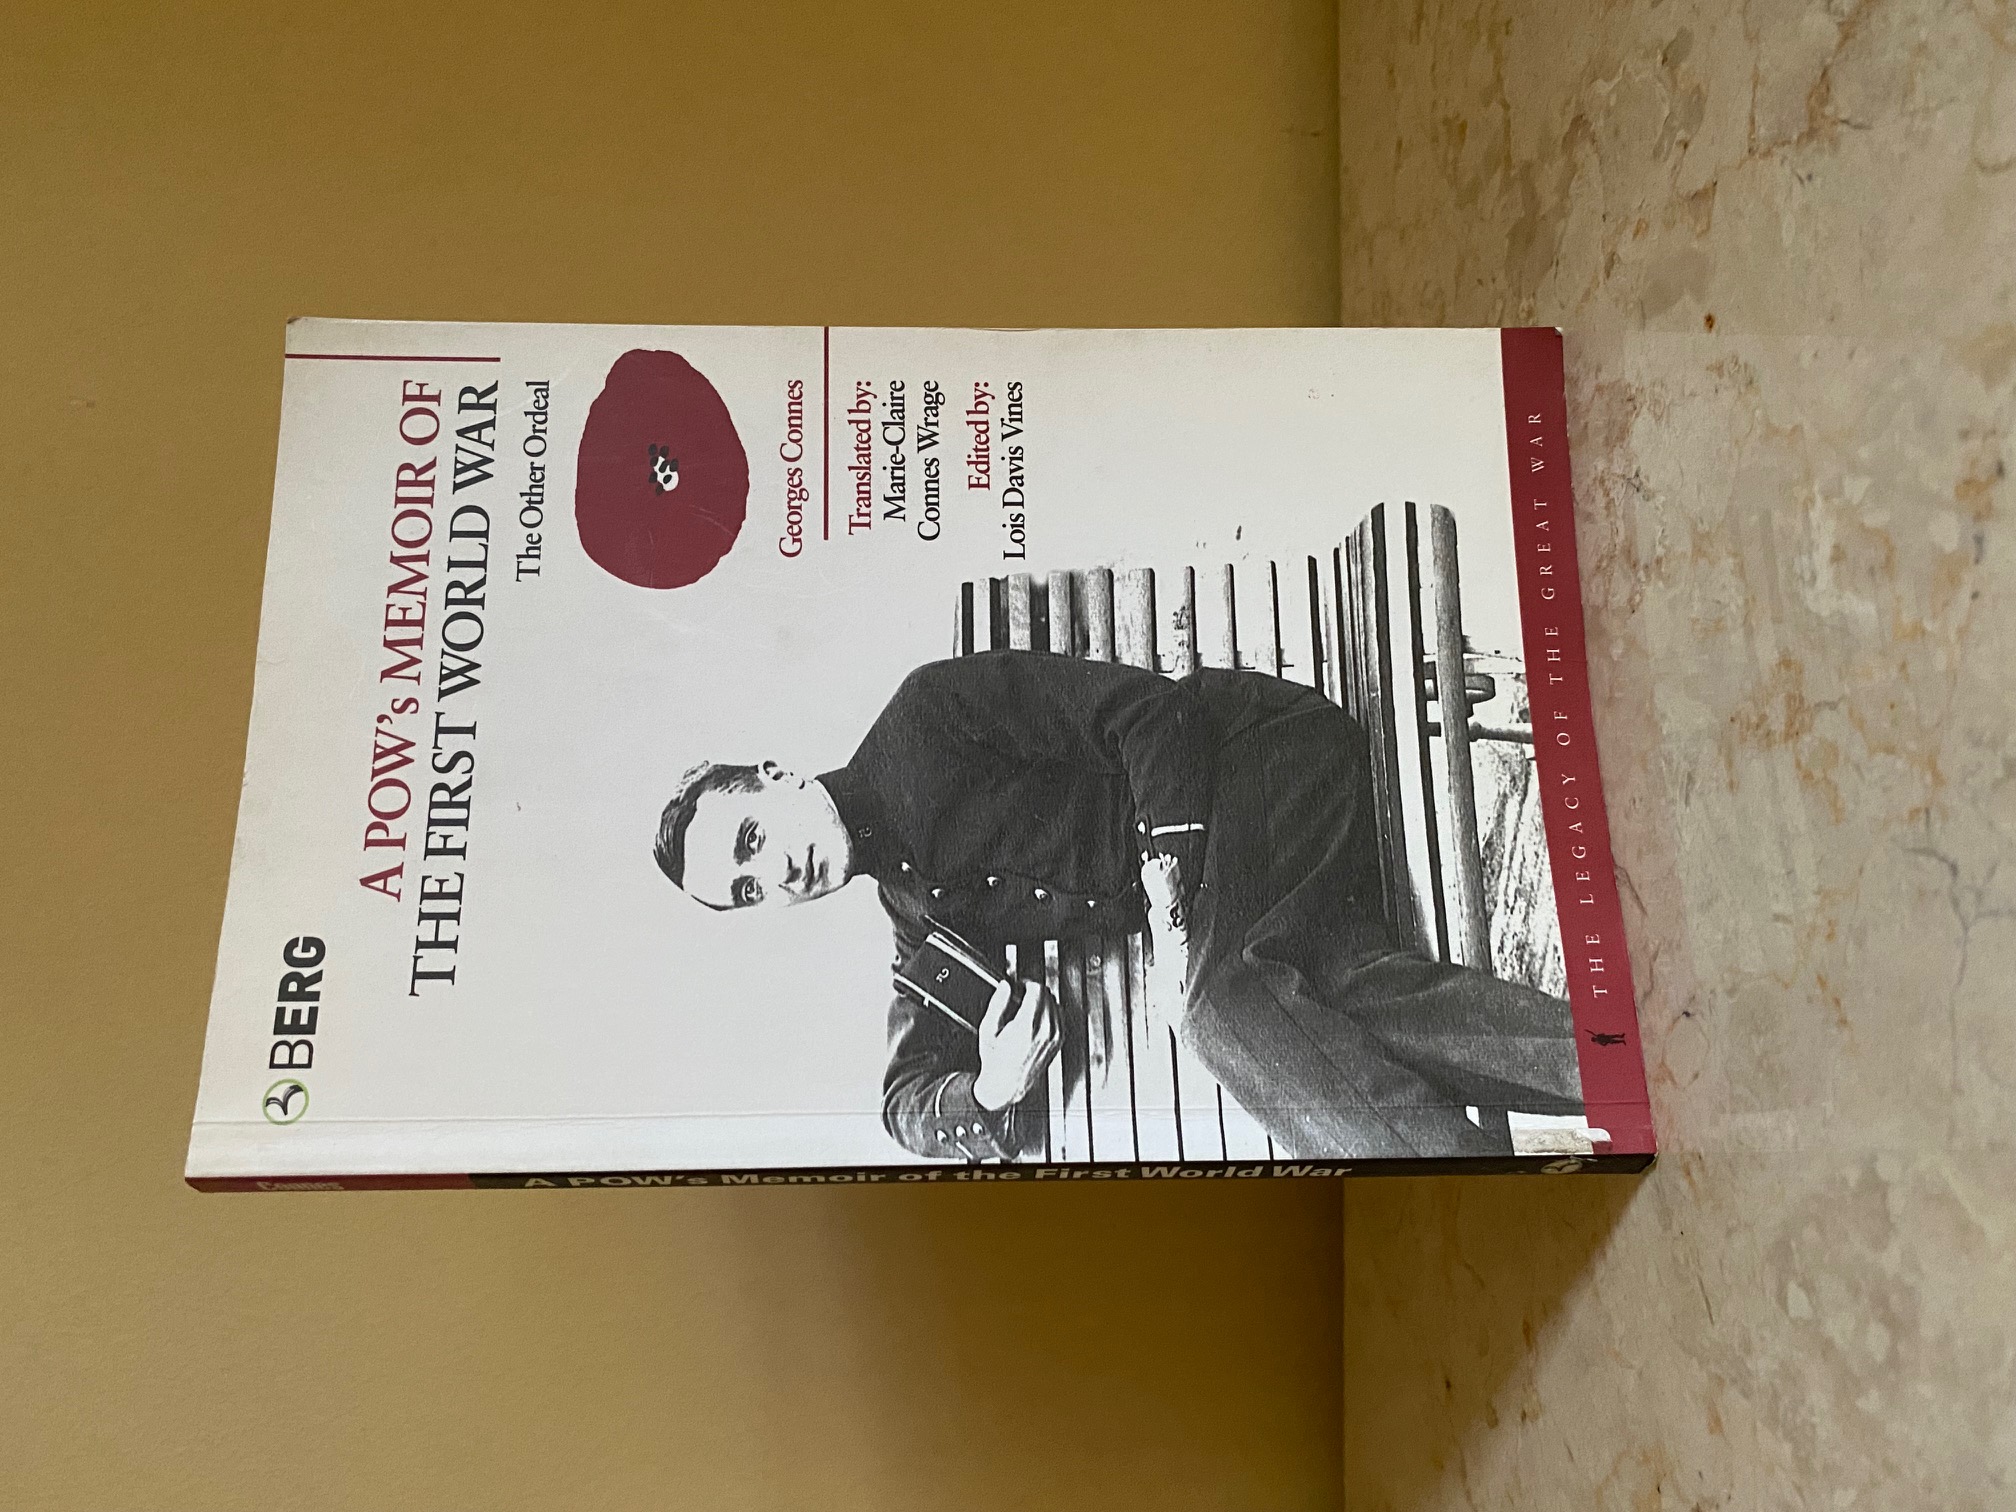 BERG
A POW's MEMOIR OF
THE FIRST WORLD WAR
The Other Ordeal
Georges Connes
Translated by:
Marie-Claire
Connes Wrage
Edited by:
Lois Davis Vines
2
2
THE LEGACY OF THE GREAT WAR
Connes
A POW's Memoir of the First World War